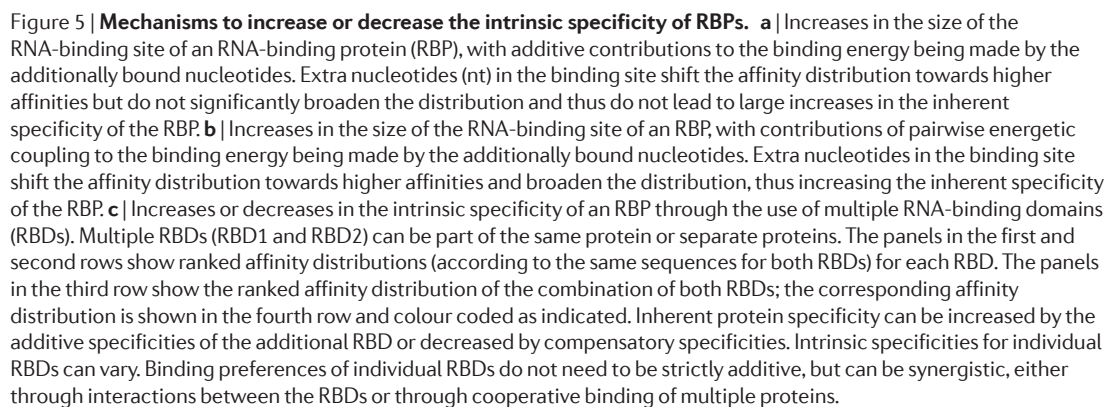 Figure 5 | Mechanisms to increase or decrease the intrinsic specificity of RBPs. a | Increases in the size of the
RNA-binding site of an RNA-binding protein (RBP), with additive contributions to the binding energy being made by the
additionally bound nucleotides. Extra nucleotides (nt) in the binding site shift the affinity distribution towards higher
affinities but do not significantly broaden the distribution and thus do not lead to large increases in the inherent
specificity of the RBP. b | Increases in the size of the RNA-binding site of an RBP, with contributions of pairwise energetic
coupling to the binding energy being made by the additionally bound nucleotides. Extra nucleotides in the binding site
shift the affinity distribution towards higher affinities and broaden the distribution, thus increasing the inherent specificity
of the RBP. c | Increases or decreases in the intrinsic specificity of an RBP through the use of multiple RNA-binding domains
(RBDs). Multiple RBDs (RBD1 and RBD2) can be part of the same protein or separate proteins. The panels in the first and
second rows show ranked affinity distributions (according to the same sequences for both RBDs) for each RBD. The panels
in the third row show the ranked affinity distribution of the combination of both RBDs; the corresponding affinity
distribution is shown in the fourth row and colour coded as indicated. Inherent protein specificity can be increased by the
additive specificities of the additional RBD or decreased by compensatory specificities. Intrinsic specificities for individual
RBDs can vary. Binding preferences of individual RBDs do not need to be strictly additive, but can be synergistic, either
through interactions between the RBDs or through cooperative binding of multiple proteins.